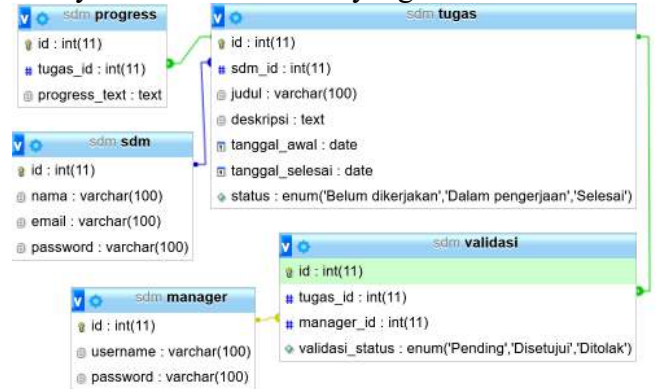 sdm progress
id : int(11)
tugas_id : int(11)
progress_text : text
sdm tugas
id : int(11)
sdm_id : int(11)
judul : varchar(100)
deskripsi : text
tanggal_awal : date
tanggal_selesai : date
status : enum('Belum dikerjakan','Dalam pengerjaan','Selesai')
sdm sdm
id : int(11)
nama : varchar(100)
email : varchar(100)
password : varchar(100)
sdm validasi
id : int(11)
tugas_id : int(11)
manager_id : int(11)
validasi_status : enum('Pending','Disetujui','Ditolak')
sdm manager
id : int(11)
username : varchar(100)
password : varchar(100)